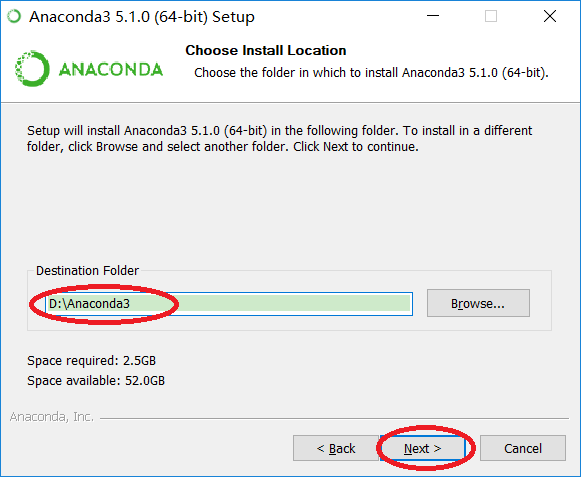 Anaconda3 5.1.0 (64-bit) Setup
Choose Install Location
Choose the folder in which to install Anaconda3 5.1.0 (64-bit).
ANACONDA
Setup will install Anaconda3 5.1.0 (64-bit) in the following folder. To install in a different
folder, click Browse and select another folder. Click Next to continue.
Destination Folder
D:\Anaconda3
Browse...
Space required: 2.5GB
Space available: 52.0GB
Anaconda, Inc.
< Back
Next >
Cancel